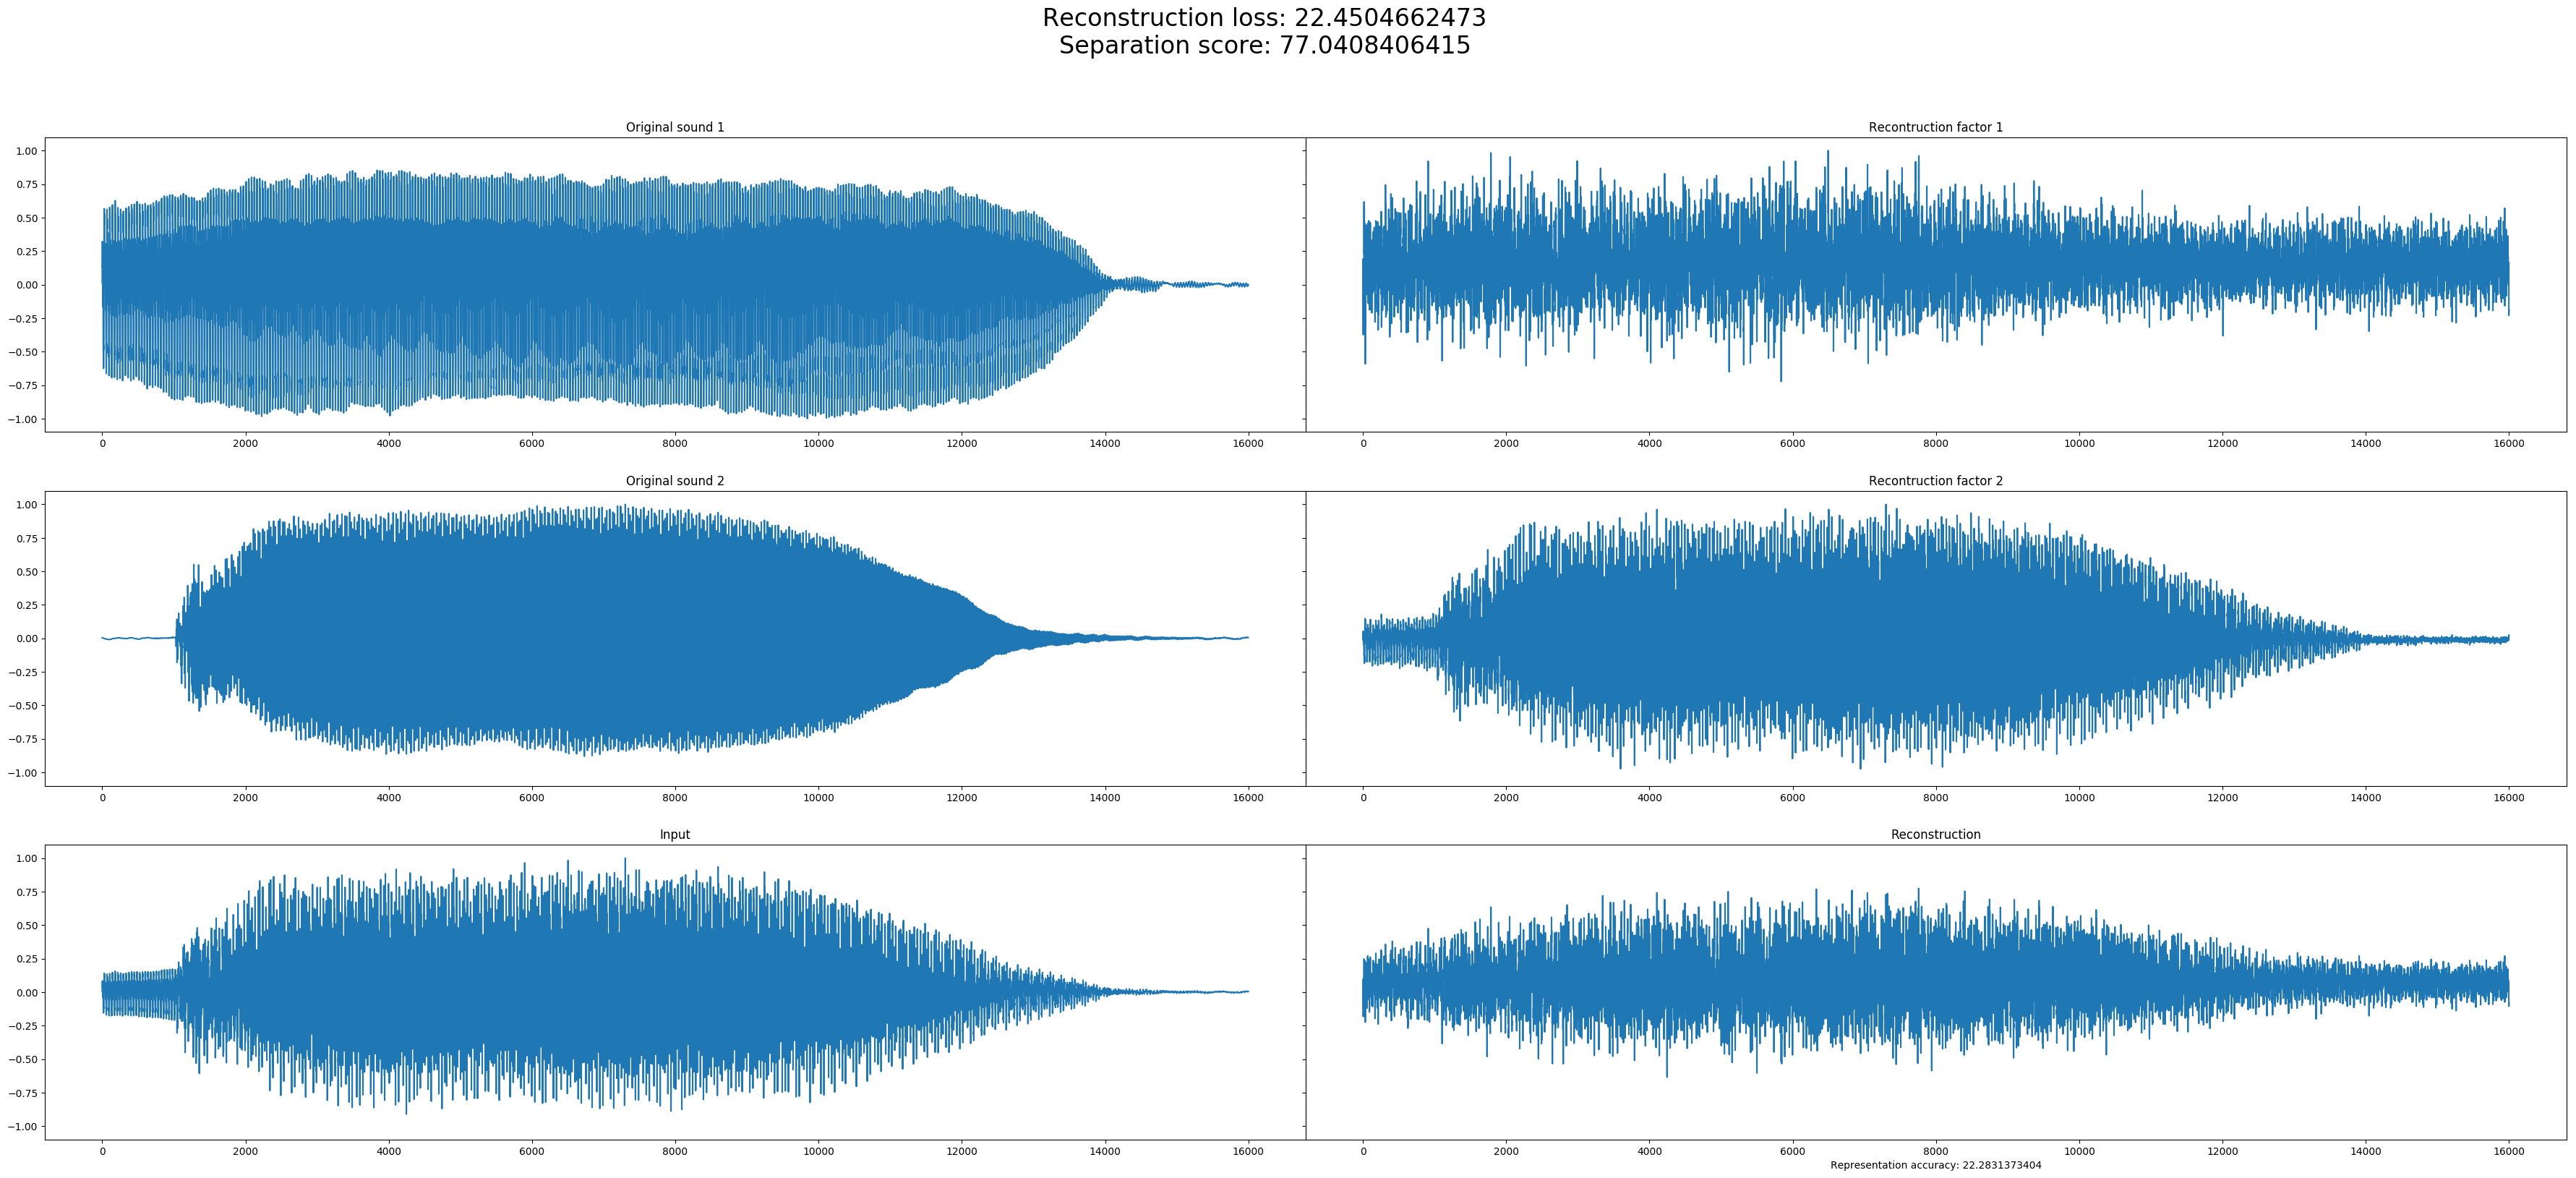 Reconstruction loss: 22.4504662473
Separation score: 77.0408406415
Original sound 1
Recontruction factor 1
1.00
0.75
0.50
0.25
0.00
−0.25
−0.50
−0.75
−1.00
0 2000 4000 6000 8000 10000 12000 14000 16000
0 2000 4000 6000 8000 10000 12000 14000 16000
Original sound 2
Recontruction factor 2
1.00
0.75
0.50
0.25
0.00
−0.25
−0.50
−0.75
−1.00
0 2000 4000 6000 8000 10000 12000 14000 16000
0 2000 4000 6000 8000 10000 12000 14000 16000
Input
Reconstruction
1.00
0.75
0.50
0.25
0.00
−0.25
−0.50
−0.75
−1.00
0 2000 4000 6000 8000 10000 12000 14000 16000
0 2000 4000 6000 8000 10000 12000 14000 16000
Representation accuracy: 22.2831373404